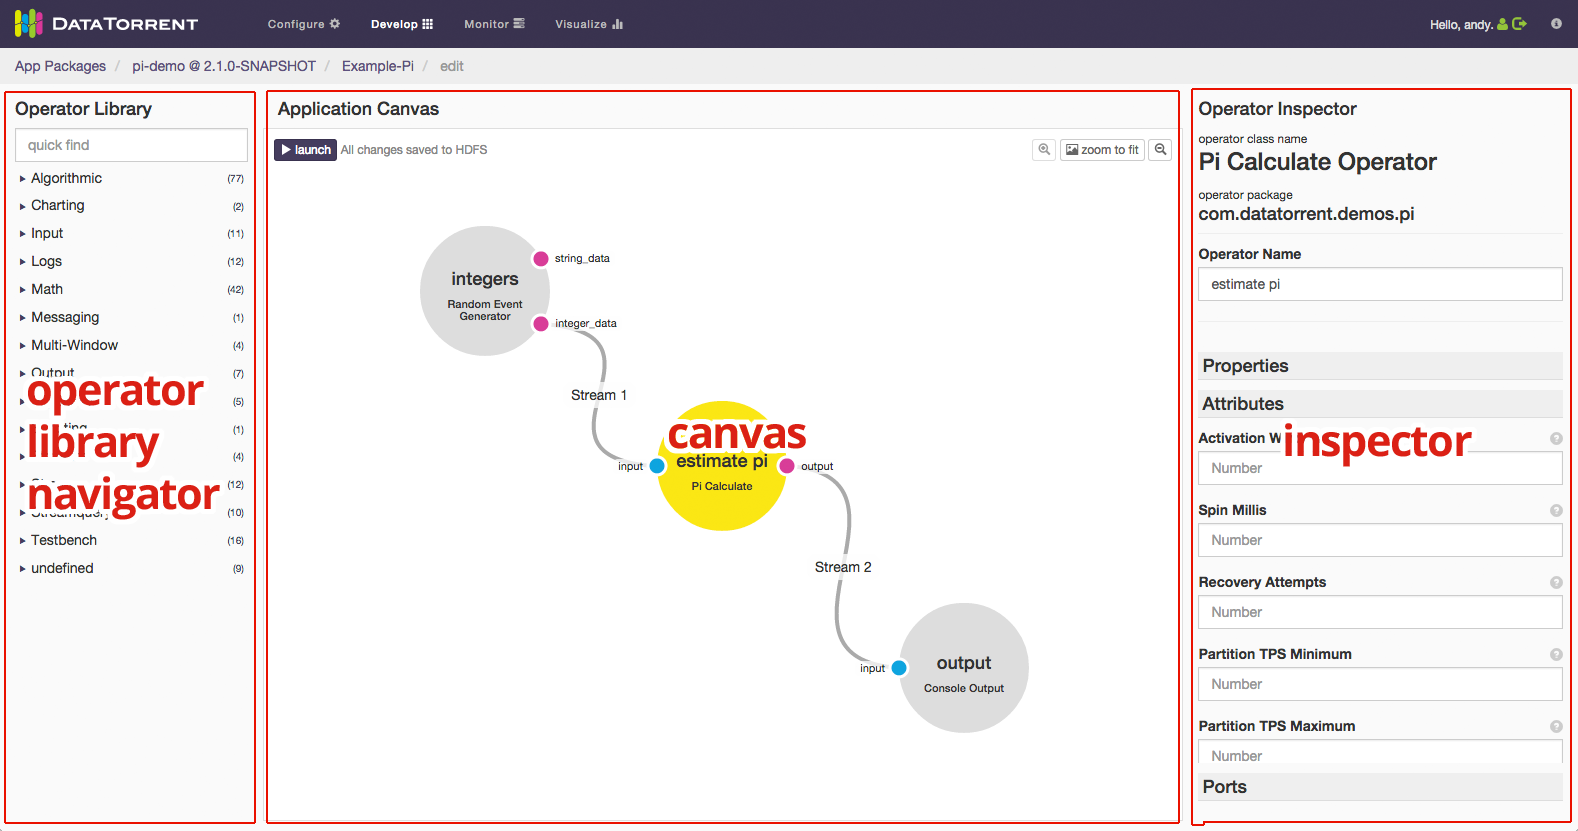 DATATORRENT
Configure
Develop
Monitor
Visualize
Hello, andy.
App Packages / pi-demo @ 2.1.0-SNAPSHOT / Example-Pi / edit
Operator Library
quick find
Algorithmic (77)
Charting (2)
Input (11)
Logs (12)
Math (42)
Messaging (1)
Multi-Window (4)
Output (7)
(5)
(1)
(4)
(12)
(10)
Testbench (16)
undefined (9)
operator
library
navigator
Application Canvas
launch
All changes saved to HDFS
zoom to fit
integers
Random Event
Generator
string_data
integer_data
Stream 1
canvas
input
estimate pi
Pi Calculate
output
Stream 2
input
output
Console Output
Operator Inspector
operator class name
Pi Calculate Operator
operator package
com.datatorrent.demos.pi
Operator Name
estimate pi
Properties
Attributes
Activation
inspector
Number
Spin Millis
Number
Recovery Attempts
Number
Partition TPS Minimum
Number
Partition TPS Maximum
Number
Ports